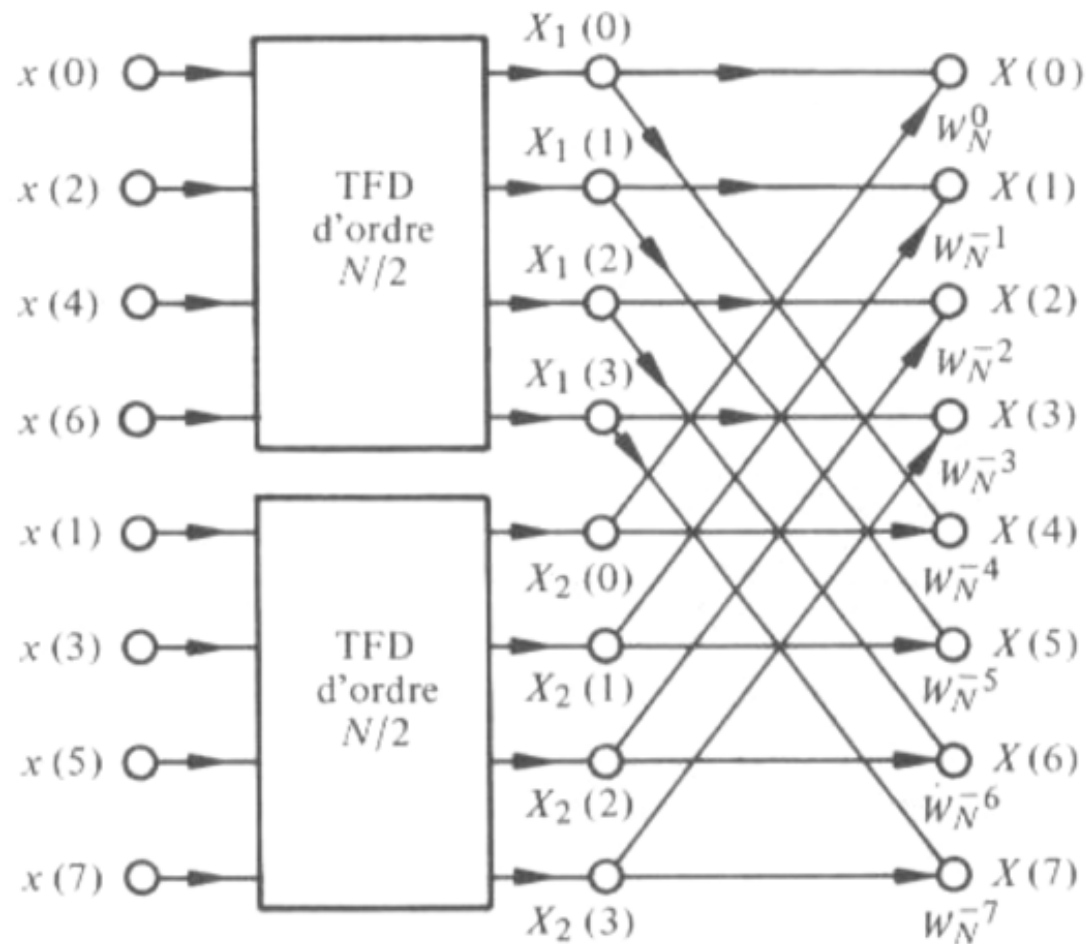 x (0)
x (2)
x (4)
x (6)
x (1)
x (3)
x (5)
x (7)
TFD
d'ordre
N/2
TFD
d'ordre
N/2
X₁ (0)
X₁ (1)
X₁ (2)
X₁ (3)
X₂ (0)
X₂ (1)
X₂ (2)
X₂ (3)
X (0)
W_N^0
X (1)
W_N^-1
X (2)
W_N^-2
X (3)
W_N^-3
X (4)
W_N^-4
X (5)
W_N^-5
X (6)
W_N^-6
X (7)
W_N^-7